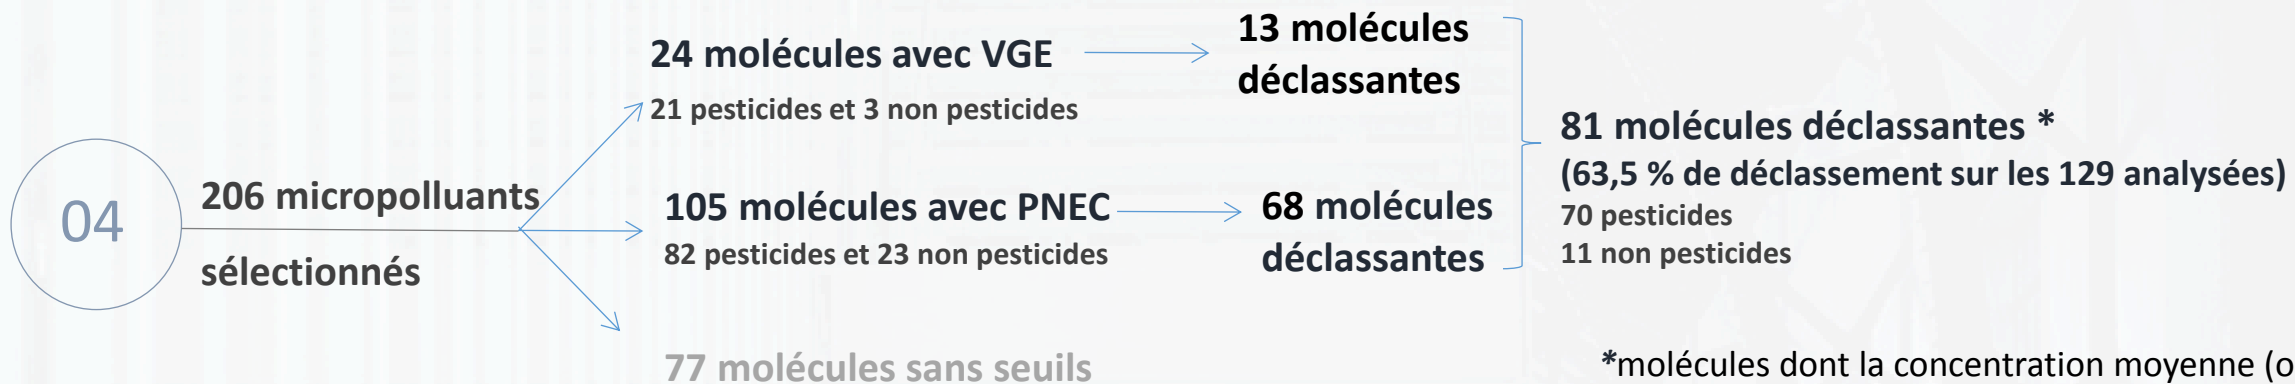 04
206 micropolluants
sélectionnés
24 molécules avec VGE
21 pesticides et 3 non pesticides
13 molécules
déclassantes
105 molécules avec PNEC
82 pesticides et 23 non pesticides
68 molécules
déclassantes
77 molécules sans seuils
81 molécules déclassantes *
(63,5 % de déclassement sur les 129 analysées)
70 pesticides
11 non pesticides
*molécules dont la concentration moyenne (o